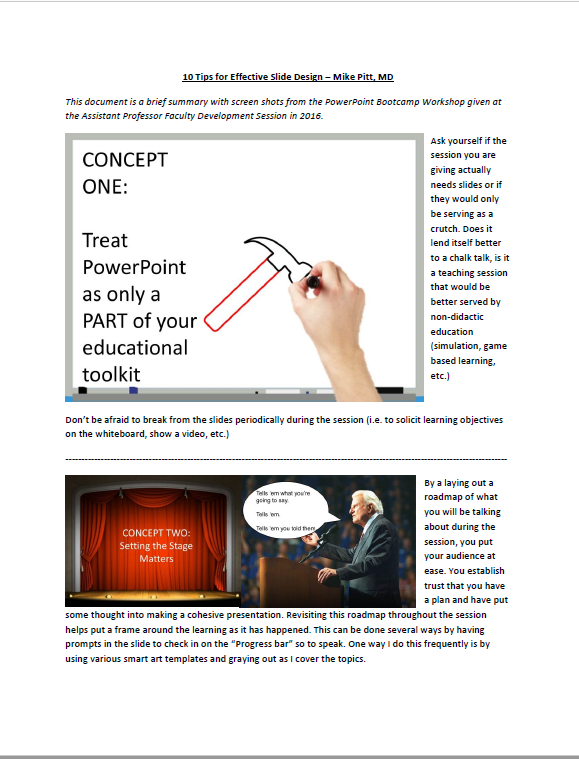 10 Tips for Effective Slide Design – Mike Pitt, MD
This document is a brief summary with screen shots from the PowerPoint Bootcamp Workshop given at
the Assistant Professor Faculty Development Session in 2016.
CONCEPT
ONE:
Treat
PowerPoint
as only a
PART of your
educational
toolkit
Ask yourself if the
session you are
giving actually
needs slides or if
they would only
be serving as a
crutch. Does it
lend itself better
to a chalk talk, is it
a teaching session
that would be
better served by
non-didactic
education
(simulation, game
based learning,
etc.)
Don’t be afraid to break from the slides periodically during the session (i.e. to solicit learning objectives
on the whiteboard, show a video, etc.)
CONCEPT TWO:
Setting the Stage
Matters
Tells 'em what you're
going to say.
Tells 'em.
Tells 'em you told them
By a laying out a
roadmap of what
you will be talking
about during the
session, you put
your audience at
ease. You establish
trust that you have
a plan and have put
some thought into making a cohesive presentation. Revisiting this roadmap throughout the session
helps put a frame around the learning as it has happened. This can be done several ways by having
prompts in the slide to check in on the “Progress bar” so to speak. One way I do this frequently is by
using various smart art templates and graying out as I cover the topics.